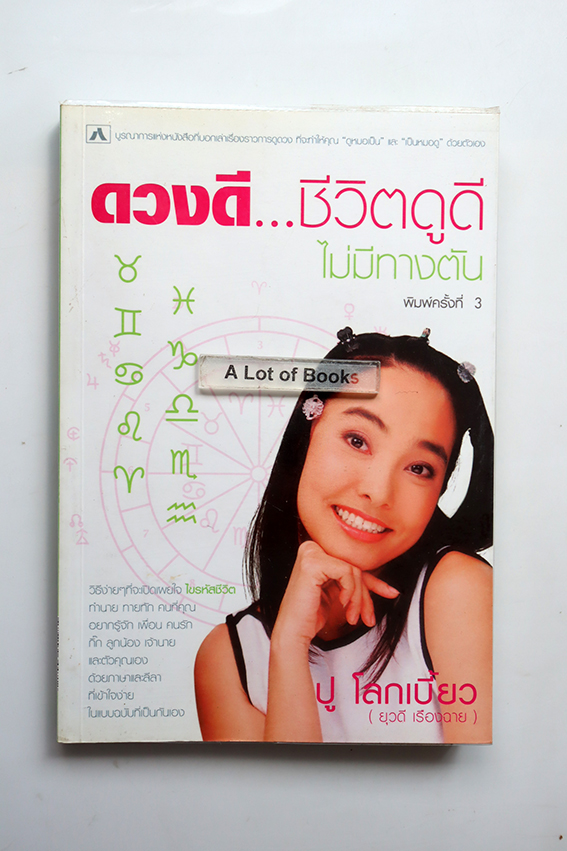 บูรณาการแห่งหนังสือที่บอกเล่าเรื่องราวการดูดวง ที่จะทำให้คุณ "ดูหมอเป็น" และ "เป็นหมอดู" ด้วยตัวเอง
ดวงดี...ชีวิตดูดี
ไม่มีทางตัน
พิมพ์ครั้งที่ 3
A Lot of Books
วิธีง่ายๆที่จะเปิดเผยใจ ไขรหัสชีวิต
ทำนาย ทายทัก คนที่คุณ
อยากรู้จัก เพื่อน คนรัก
กิ๊ก ลูกน้อง เจ้านาย
และตัวคุณเอง
ด้วยภาษาและลีลา
ที่เข้าใจง่าย
ในแบบฉบับที่เป็นกันเอง
ปู โลกเบี้ยว
( ยุวดี เรืองฉาย )